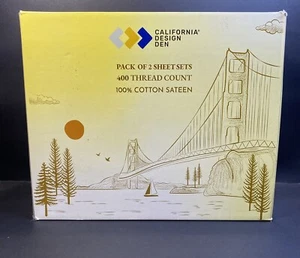 CALIFORNIA®
DESIGN
DEN
PACK OF 2 SHEET SETS
400 THREAD COUNT
100% COTTON SATEEN